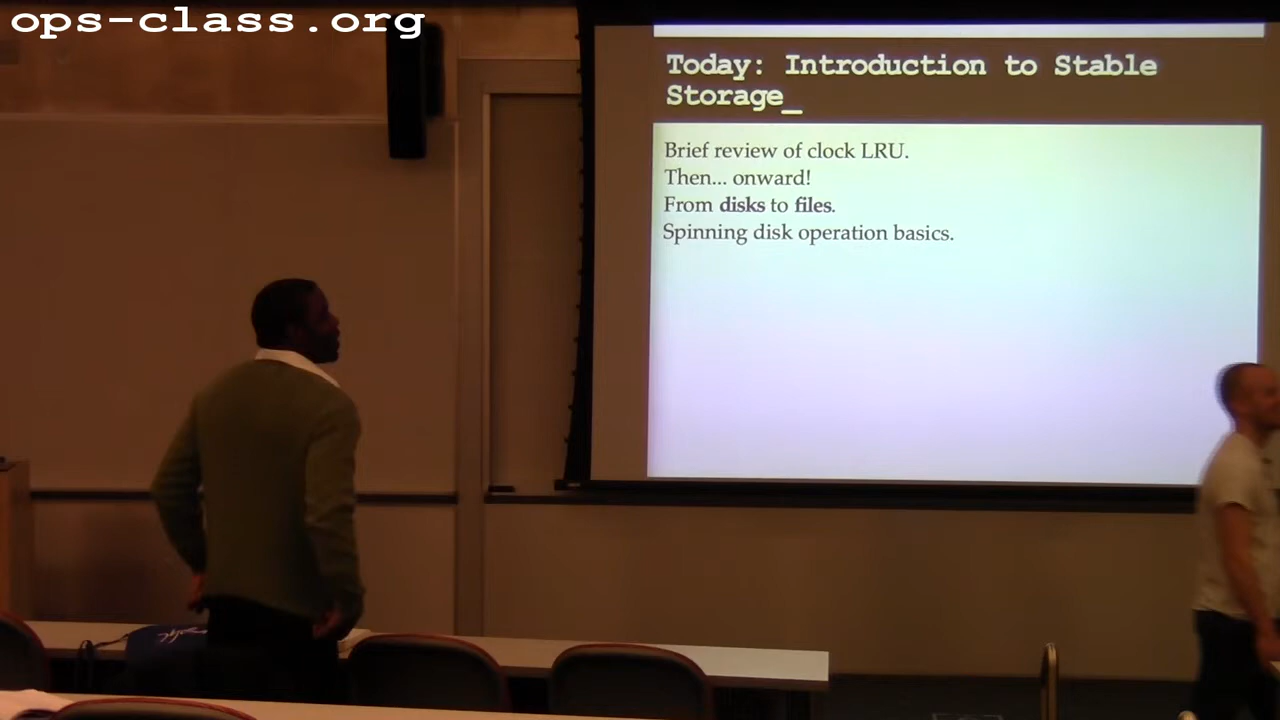 ops-class.org
Today: Introduction to Stable
Storage_
Brief review of clock LRU.
Then... onward!
From disks to files.
Spinning disk operation basics.